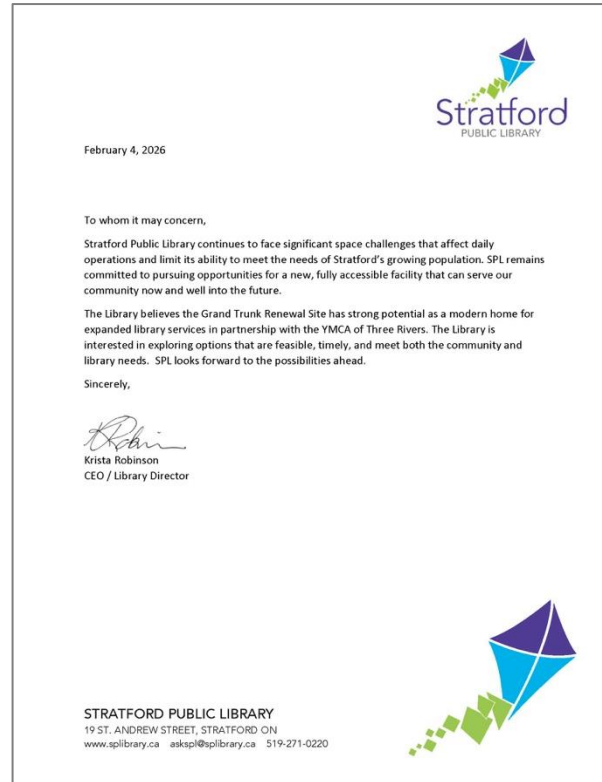 Stratford
PUBLIC LIBRARY
February 4, 2026
To whom it may concern,
Stratford Public Library continues to face significant space challenges that affect daily
operations and limit its ability to meet the needs of Stratford's growing population. SPL remains
committed to pursuing opportunities for a new, fully accessible facility that can serve our
community now and well into the future.
The Library believes the Grand Trunk Renewal Site has strong potential as a modern home for
expanded library services in partnership with the YMCA of Three Rivers. The Library is
interested in exploring options that are feasible, timely, and meet both the community and
library needs.  SPL looks forward to the possibilities ahead.
Sincerely,
KRobin
Krista Robinson
CEO / Library Director
STRATFORD PUBLIC LIBRARY
19 ST. ANDREW STREET, STRATFORD ON
www.splibrary.ca   askspl@splibrary.ca   519-271-0220